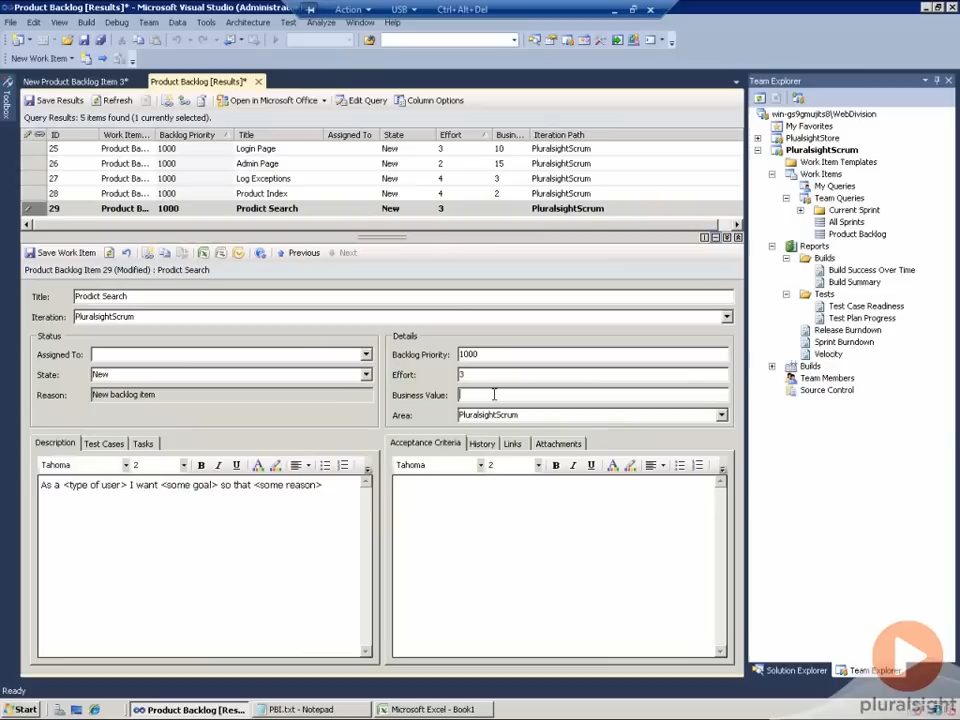 Product Backlog [Results]* - Microsoft Visual Studio (Administrat
Action USB Ctrl+Alt+Del
File Edit View Build Debug Team Data Tools Architecture Test Analyze Window Help
New Work Item
New Product Backlog Item 3* Product Backlog [Results]*
Save Results Refresh Open in Microsoft Office Edit Query Column Options
Query Results: 5 items found (1 currently selected).
ID Work Item... Backlog Priority Title Assigned To State Effort Busin... Iteration Path
25 Product Ba... 1000 Login Page New 3 10 PluralsightScrum
26 Product Ba... 1000 Admin Page New 2 15 PluralsightScrum
27 Product Ba... 1000 Log Exceptions New 4 3 PluralsightScrum
28 Product Ba... 1000 Product Index New 4 2 PluralsightScrum
29 Product B... 1000 Prodict Search New 3 PluralsightScrum
Save Work Item Previous Next
Product Backlog Item 29 (Modified) : Prodict Search
Title: Prodict Search
Iteration: PluralsightScrum
Status
Assigned To:
State: New
Reason: New backlog item
Details
Backlog Priority: 1000
Effort: 3
Business Value:
Area: PluralsightScrum
Description Test Cases Tasks
Tahoma 2 B I U A
As a <type of user> I want <some goal> so that <some reason>
Acceptance Criteria History Links Attachments
Tahoma 2 B I U A
Toolbox
Team Explorer
win-gs9gmujits8\WebDivision
My Favorites
PluralsightStore
PluralsightScrum
Work Item Templates
Work Items
My Queries
Team Queries
Current Sprint
All Sprints
Product Backlog
Reports
Builds
Build Success Over Time
Build Summary
Tests
Test Case Readiness
Test Plan Progress
Release Burndown
Sprint Burndown
Velocity
Builds
Team Members
Source Control
Solution Explorer Team Explorer
Ready
Start Product Backlog [Res... PBI.txt - Notepad Microsoft Excel - Book1
pluralsight